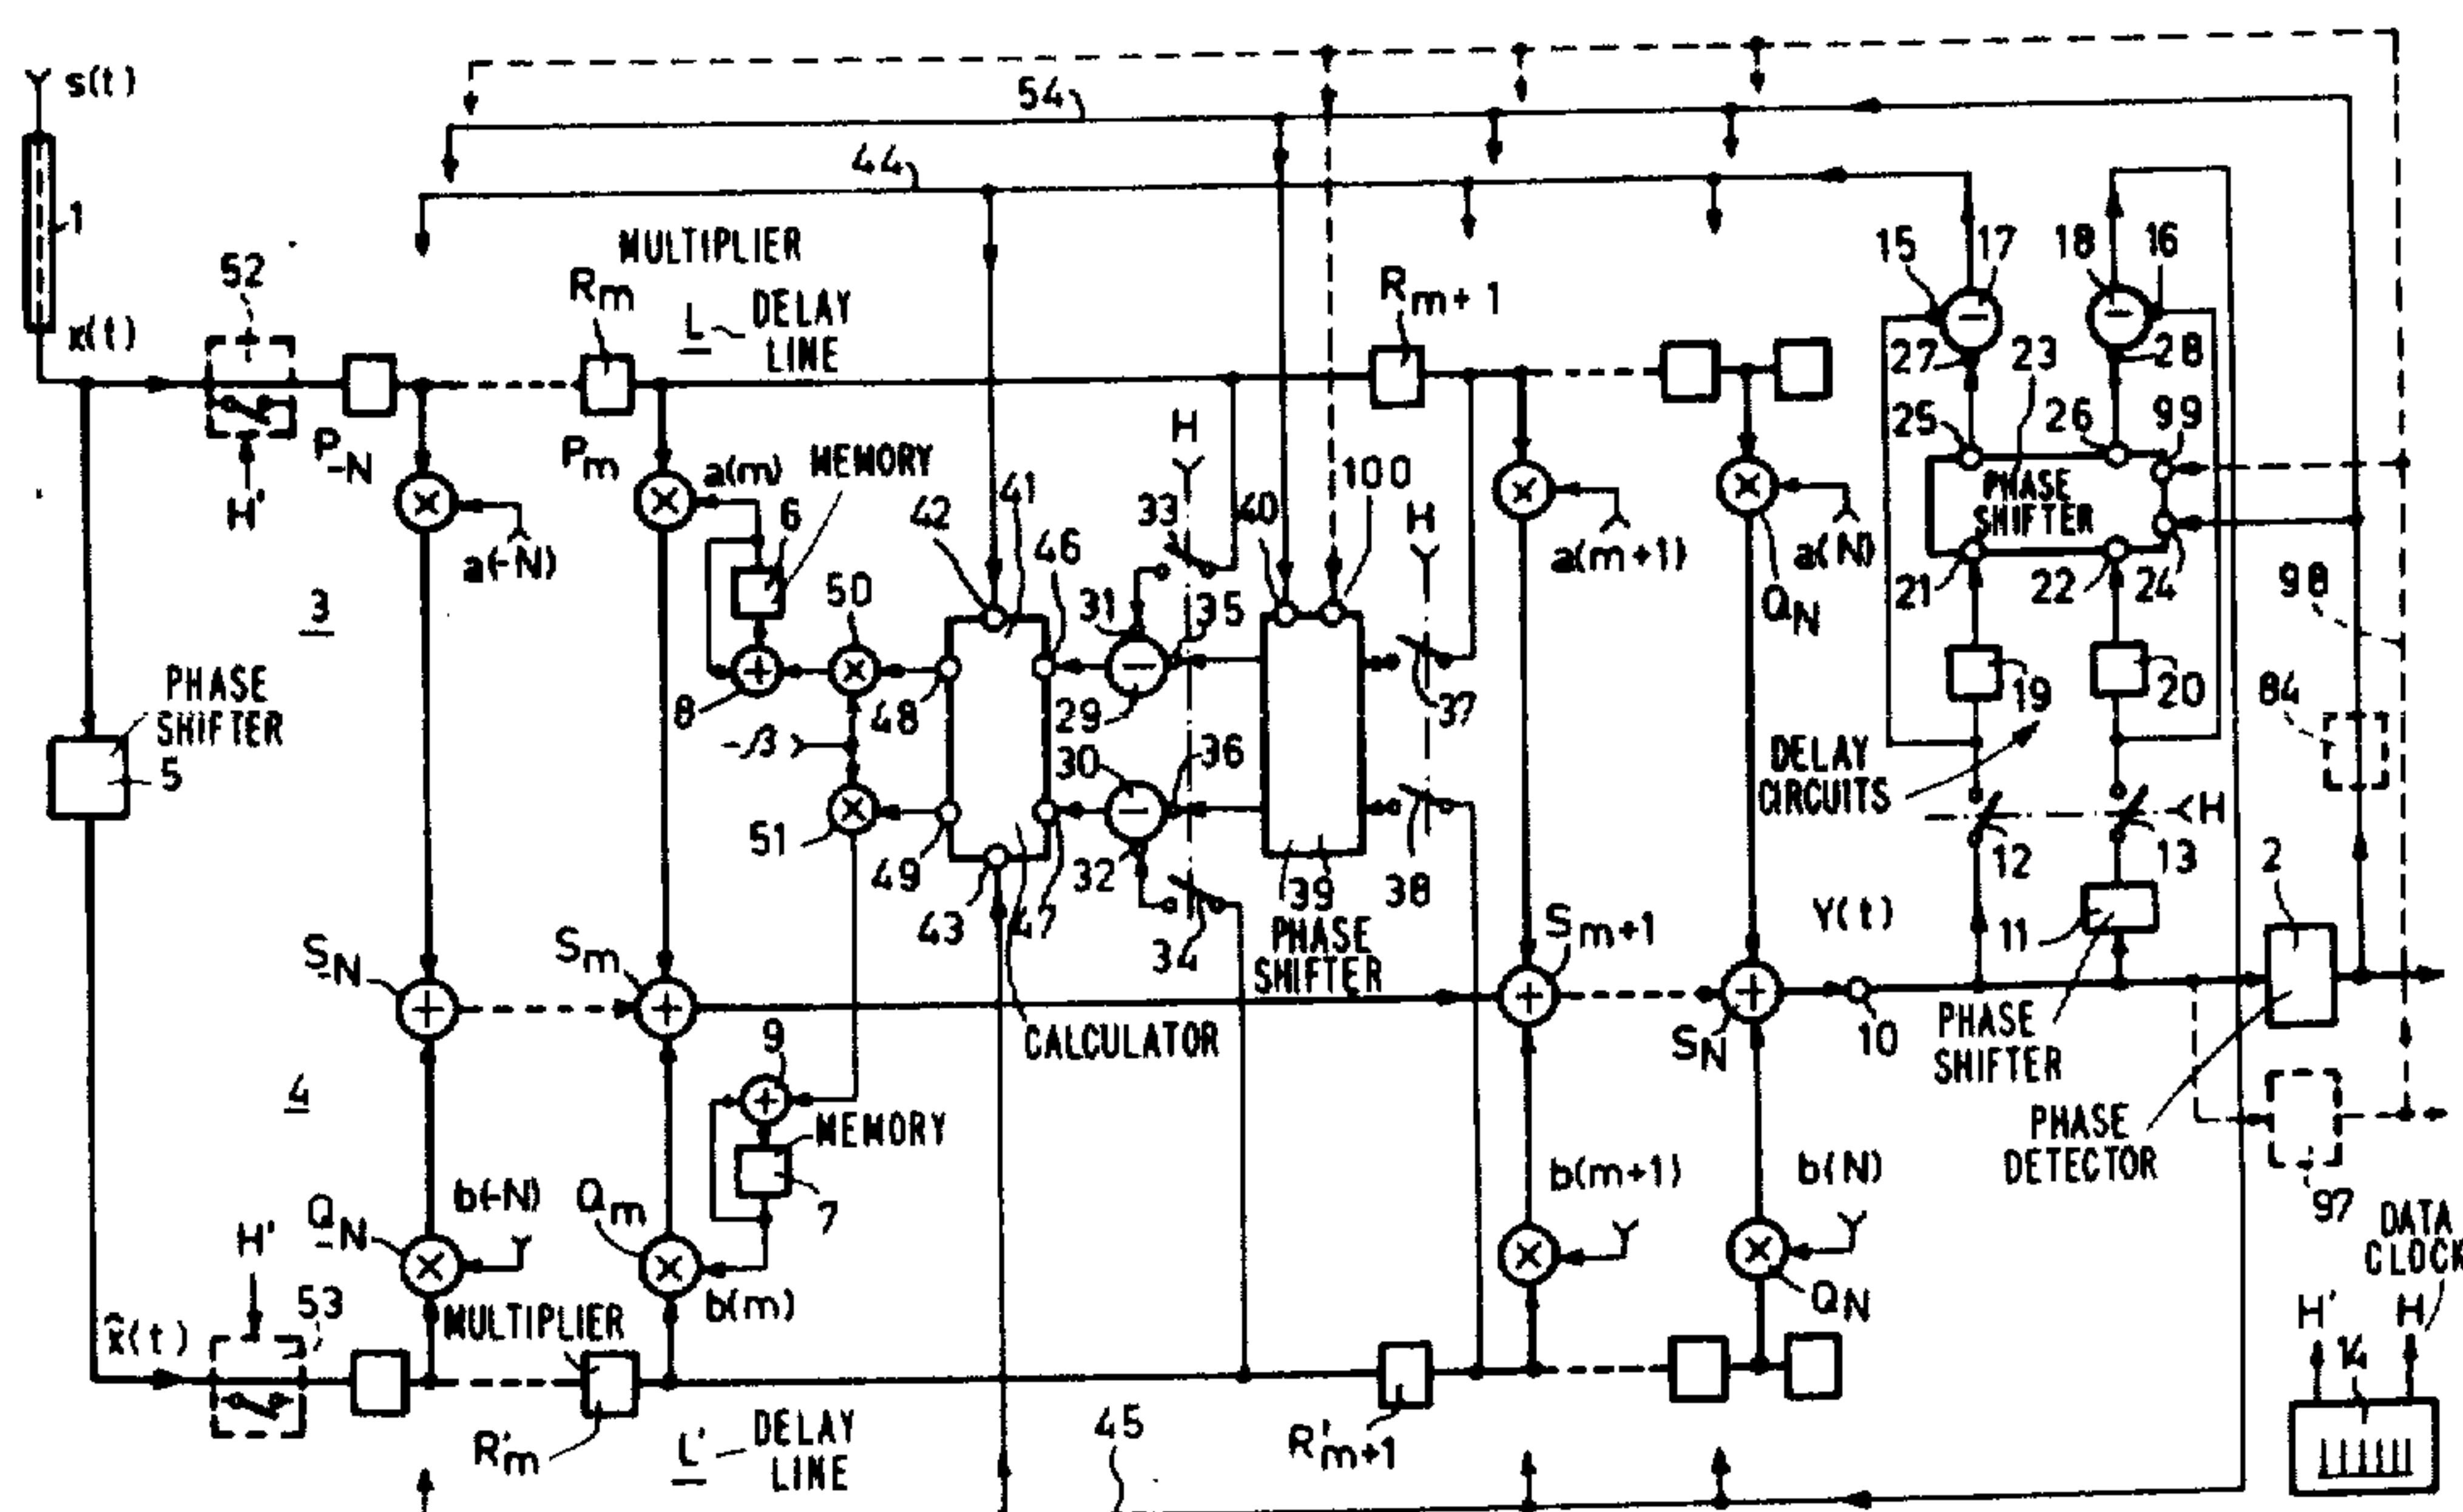 s(t)
54
44
1
MULTIPLIER
52
Rm
L
DELAY
LINE
Rm+1
15
17
18
16
x(t)
27
23
28
H'
P-N
Pm
a(m)
MEMORY
H
100
H
25
26
99
PHASE
SHIFTER
3
a(-N)
6
42
41
46
33
40
a(m+1)
a(N)
QN
21
22
24
98
50
31
35
PHASE
SHIFTER
5
8
48
29
37
19
20
84
-β
30
36
DELAY
CIRCUITS
H
51
49
32
39
38
12
13
2
43
47
34
PHASE
SHIFTER
Y(t)
11
S-N
Sm
Sm+1
SN
10
PHASE
SHIFTER
CALCULATOR
4
9
MEMORY
PHASE
DETECTOR
97
7
b(-N)
Qm
b(m+1)
b(N)
H'
Q-N
53
b(m)
QN
DATA
CLOCK
x̂(t)
MULTIPLIER
H'
H
14
R'm
L'
DELAY
LINE
45
R'm+1